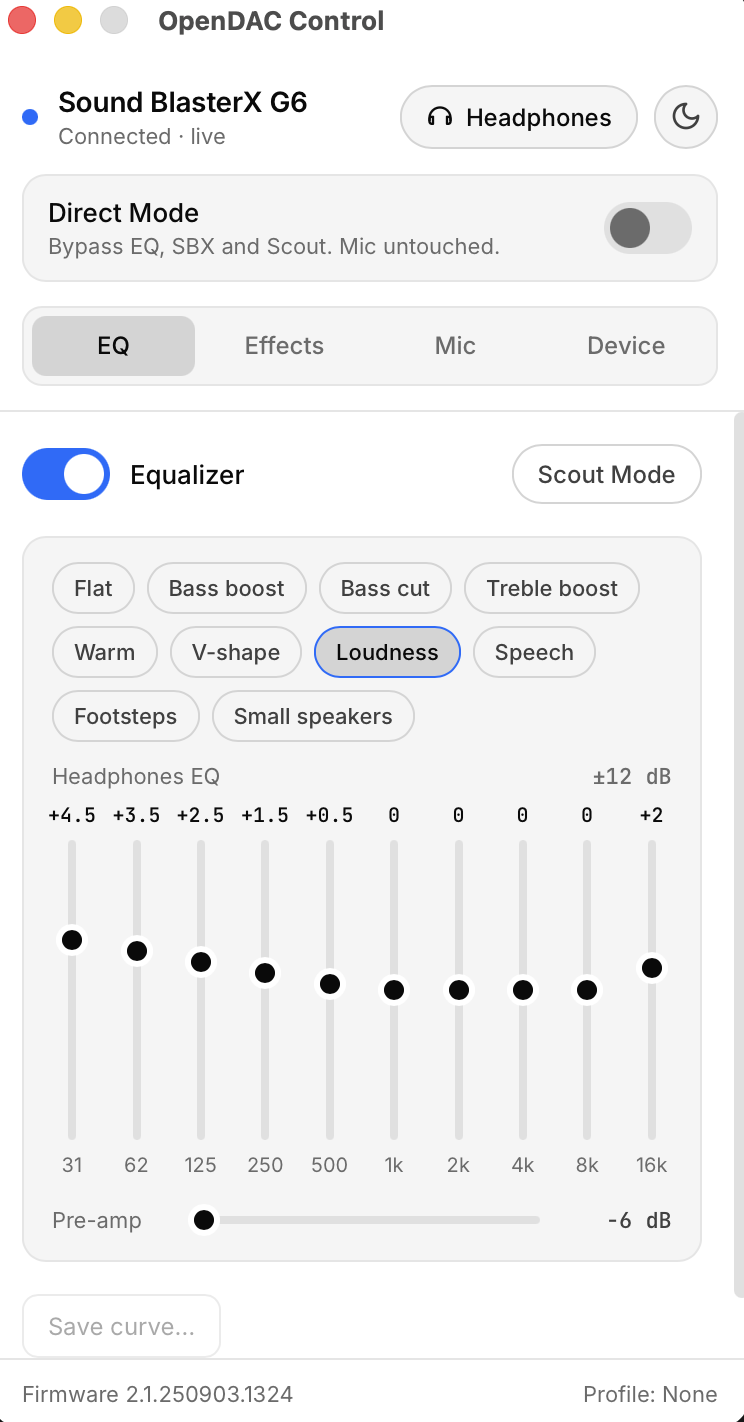 OpenDAC Control
Sound BlasterX G6
Connected · live
Headphones
Direct Mode
Bypass EQ, SBX and Scout. Mic untouched.
EQ Effects Mic Device
Equalizer
Scout Mode
Flat Bass boost Bass cut Treble boost
Warm V-shape Loudness Speech
Footsteps Small speakers
Headphones EQ ±12 dB
+4.5 +3.5 +2.5 +1.5 +0.5 0 0 0 0 +2
31 62 125 250 500 1k 2k 4k 8k 16k
Pre-amp -6 dB
Save curve...
Firmware 2.1.250903.1324 Profile: None